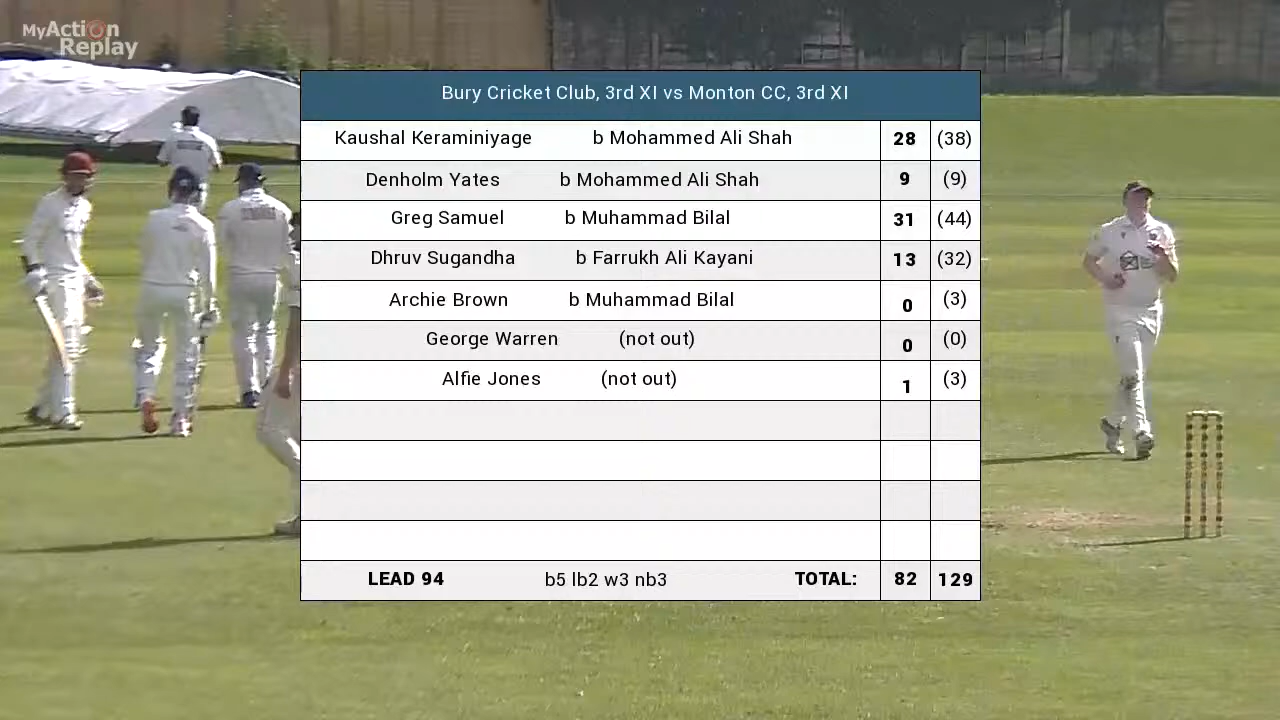 MyAction
Replay
Bury Cricket Club, 3rd XI vs Monton CC, 3rd XI
Kaushal Keraminiyage b Mohammed Ali Shah 28 (38)
Denholm Yates b Mohammed Ali Shah 9 (9)
Greg Samuel b Muhammad Bilal 31 (44)
Dhruv Sugandha b Farrukh Ali Kayani 13 (32)
Archie Brown b Muhammad Bilal 0 (3)
George Warren (not out) 0 (0)
Alfie Jones (not out) 1 (3)
LEAD 94 b5 lb2 w3 nb3 TOTAL: 82 129